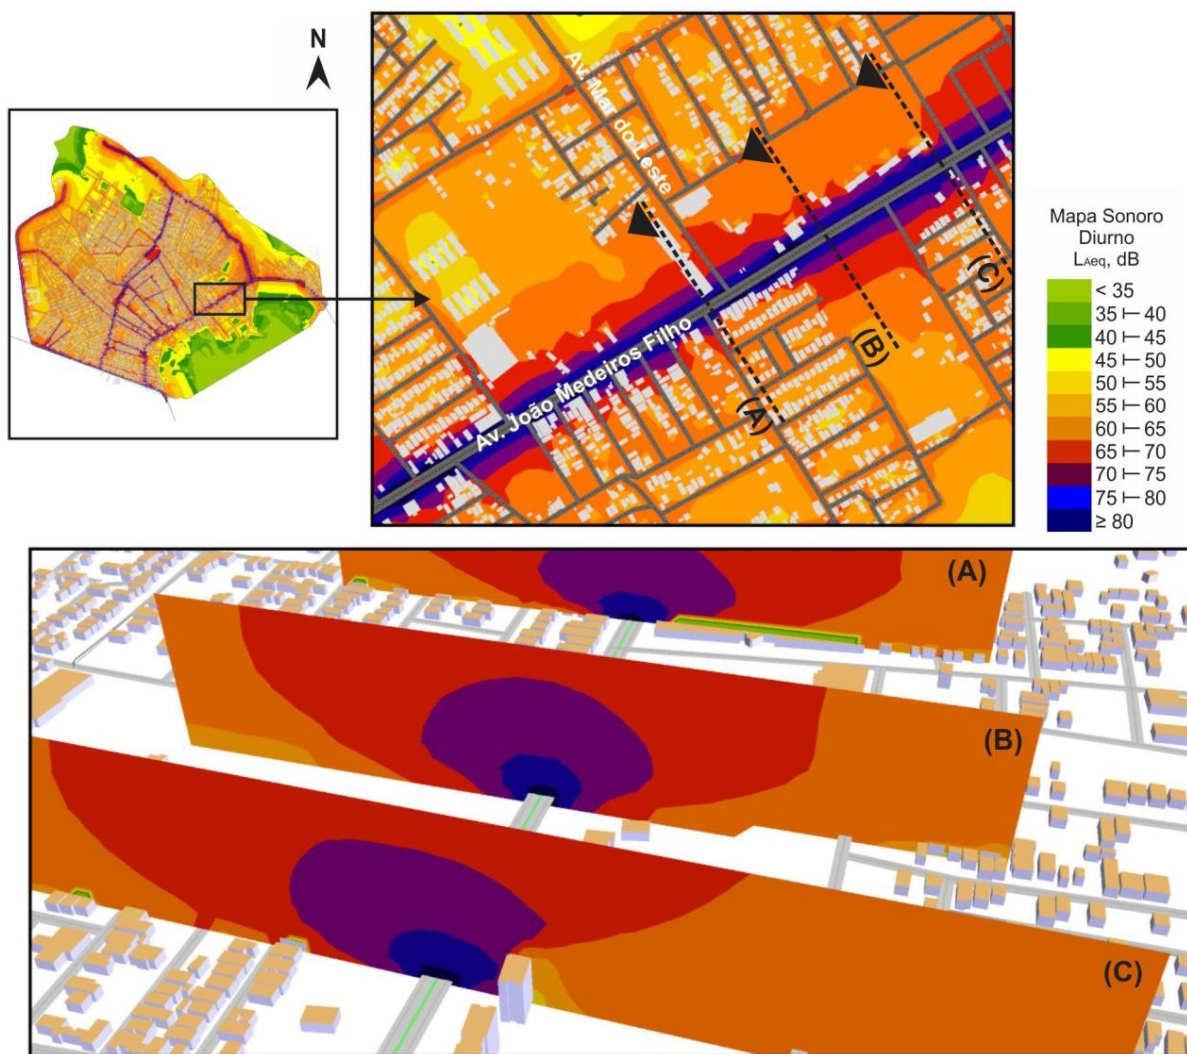 N
Av. Mar do Leste
Av. João Medeiros Filho
(A)
(B)
(C)
Mapa Sonoro
Diurno
LAeq, dB
< 35
35 ⊢ 40
40 ⊢ 45
45 ⊢ 50
50 ⊢ 55
55 ⊢ 60
60 ⊢ 65
65 ⊢ 70
70 ⊢ 75
75 ⊢ 80
≥ 80
(A)
(B)
(C)